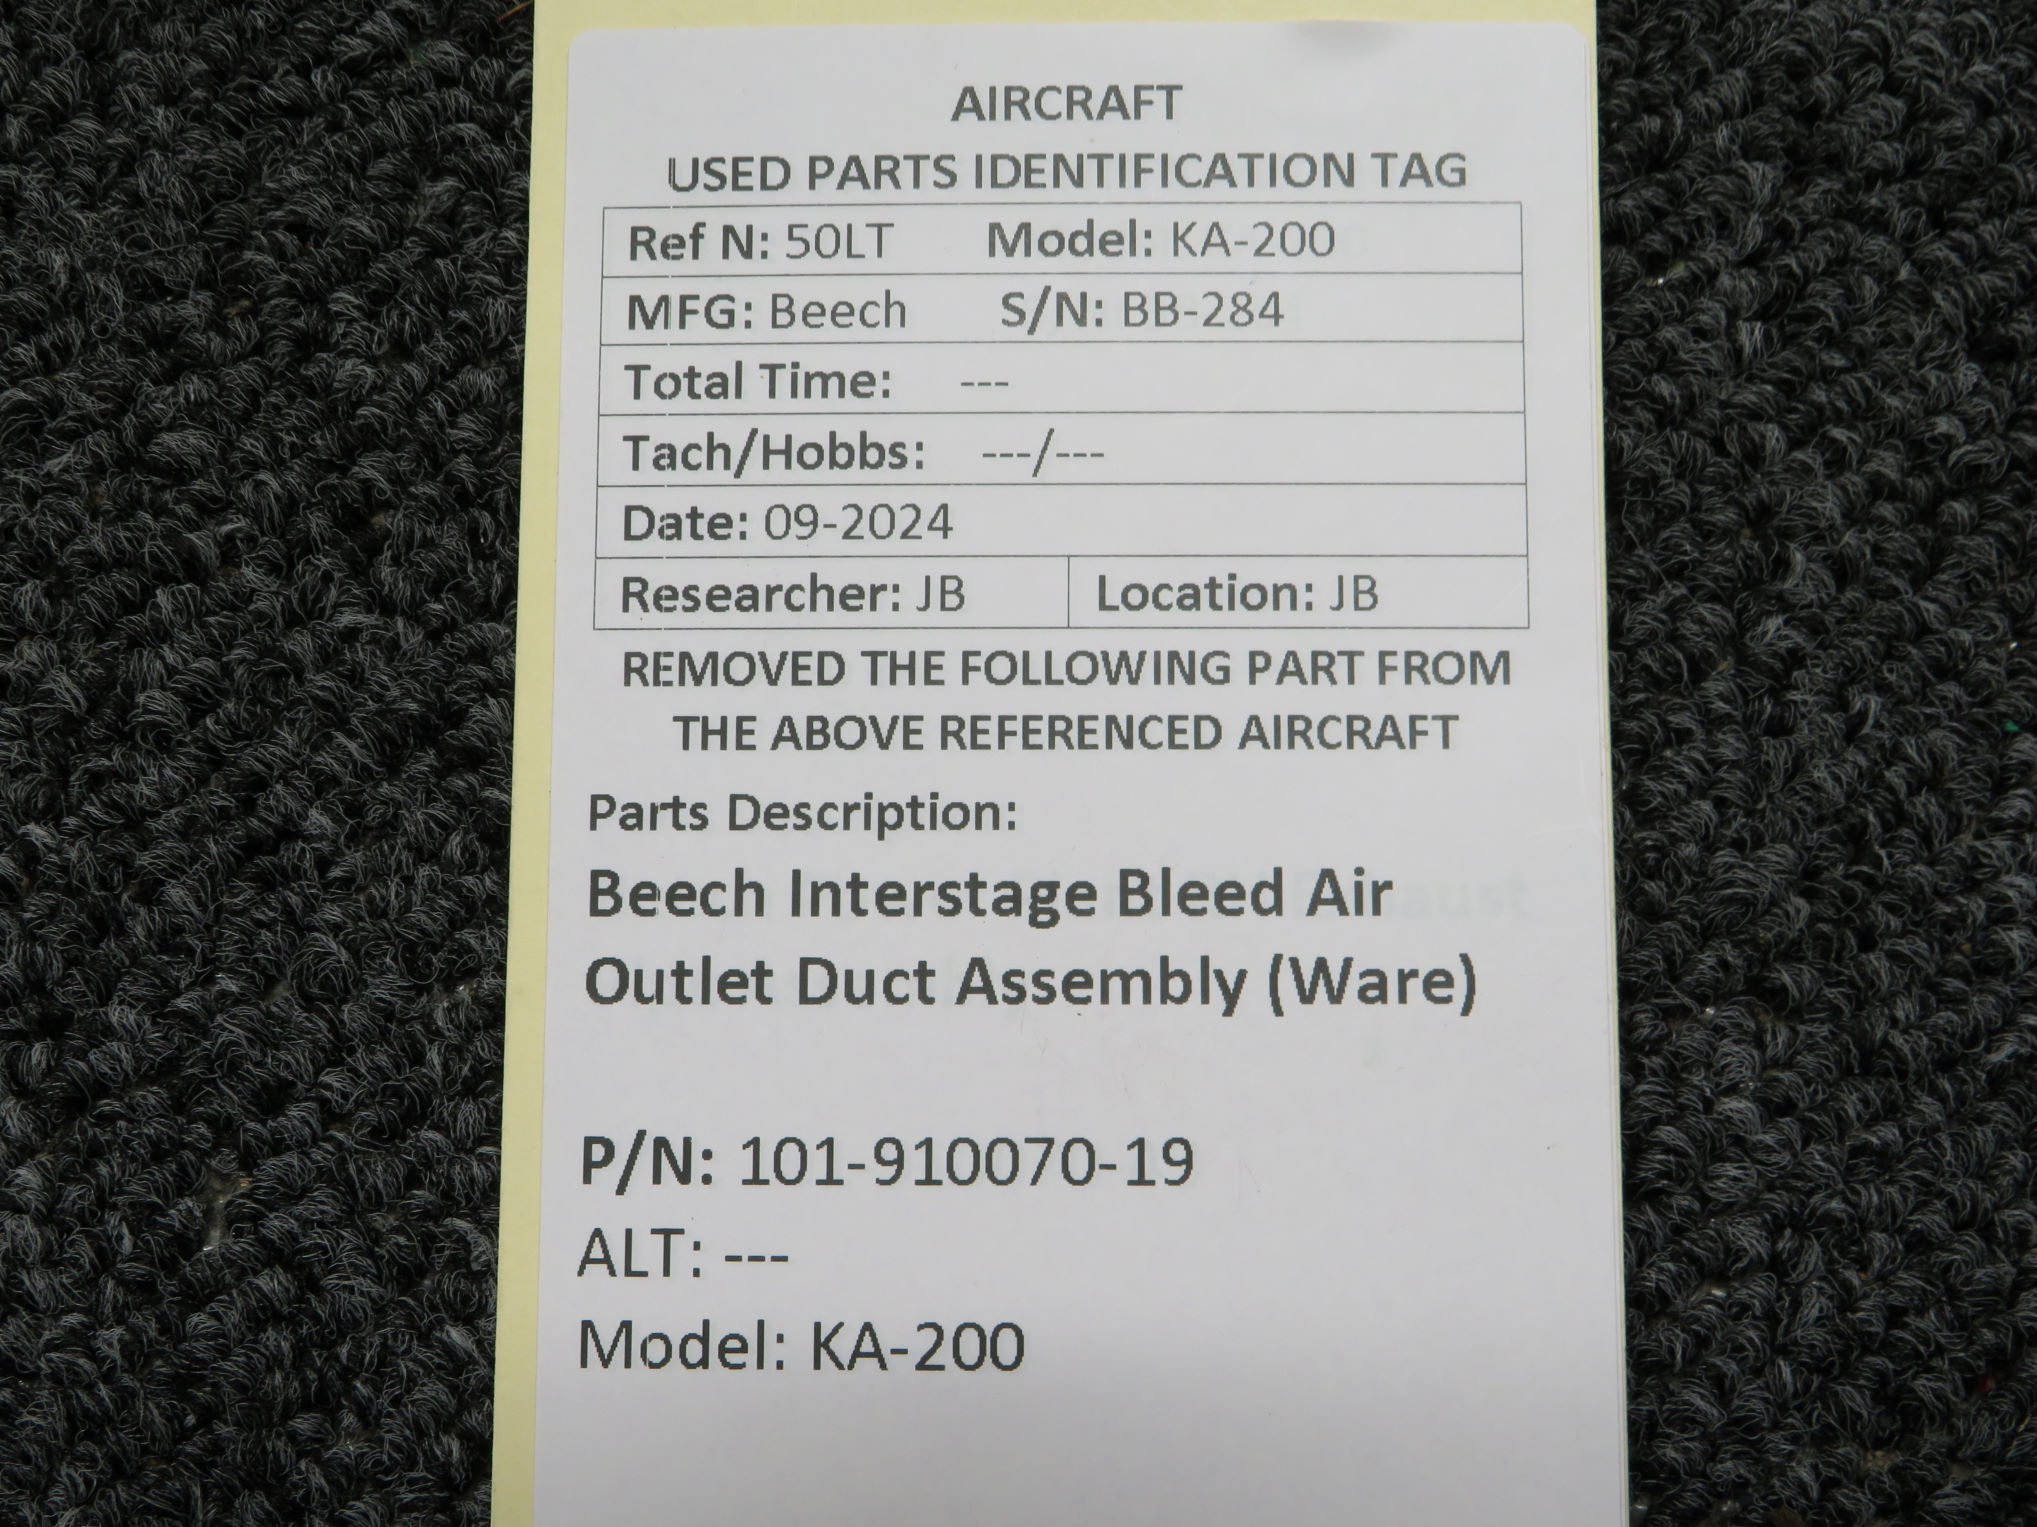 AIRCRAFT
USED PARTS IDENTIFICATION TAG
Ref N: 50LT Model: KA-200
MFG: Beech S/N: BB-284
Total Time: ---
Tach/Hobbs: ---/---
Date: 09-2024
Researcher: JB Location: JB
REMOVED THE FOLLOWING PART FROM
THE ABOVE REFERENCED AIRCRAFT
Parts Description:
Beech Interstage Bleed Air
Outlet Duct Assembly (Ware)
P/N: 101-910070-19
ALT: ---
Model: KA-200